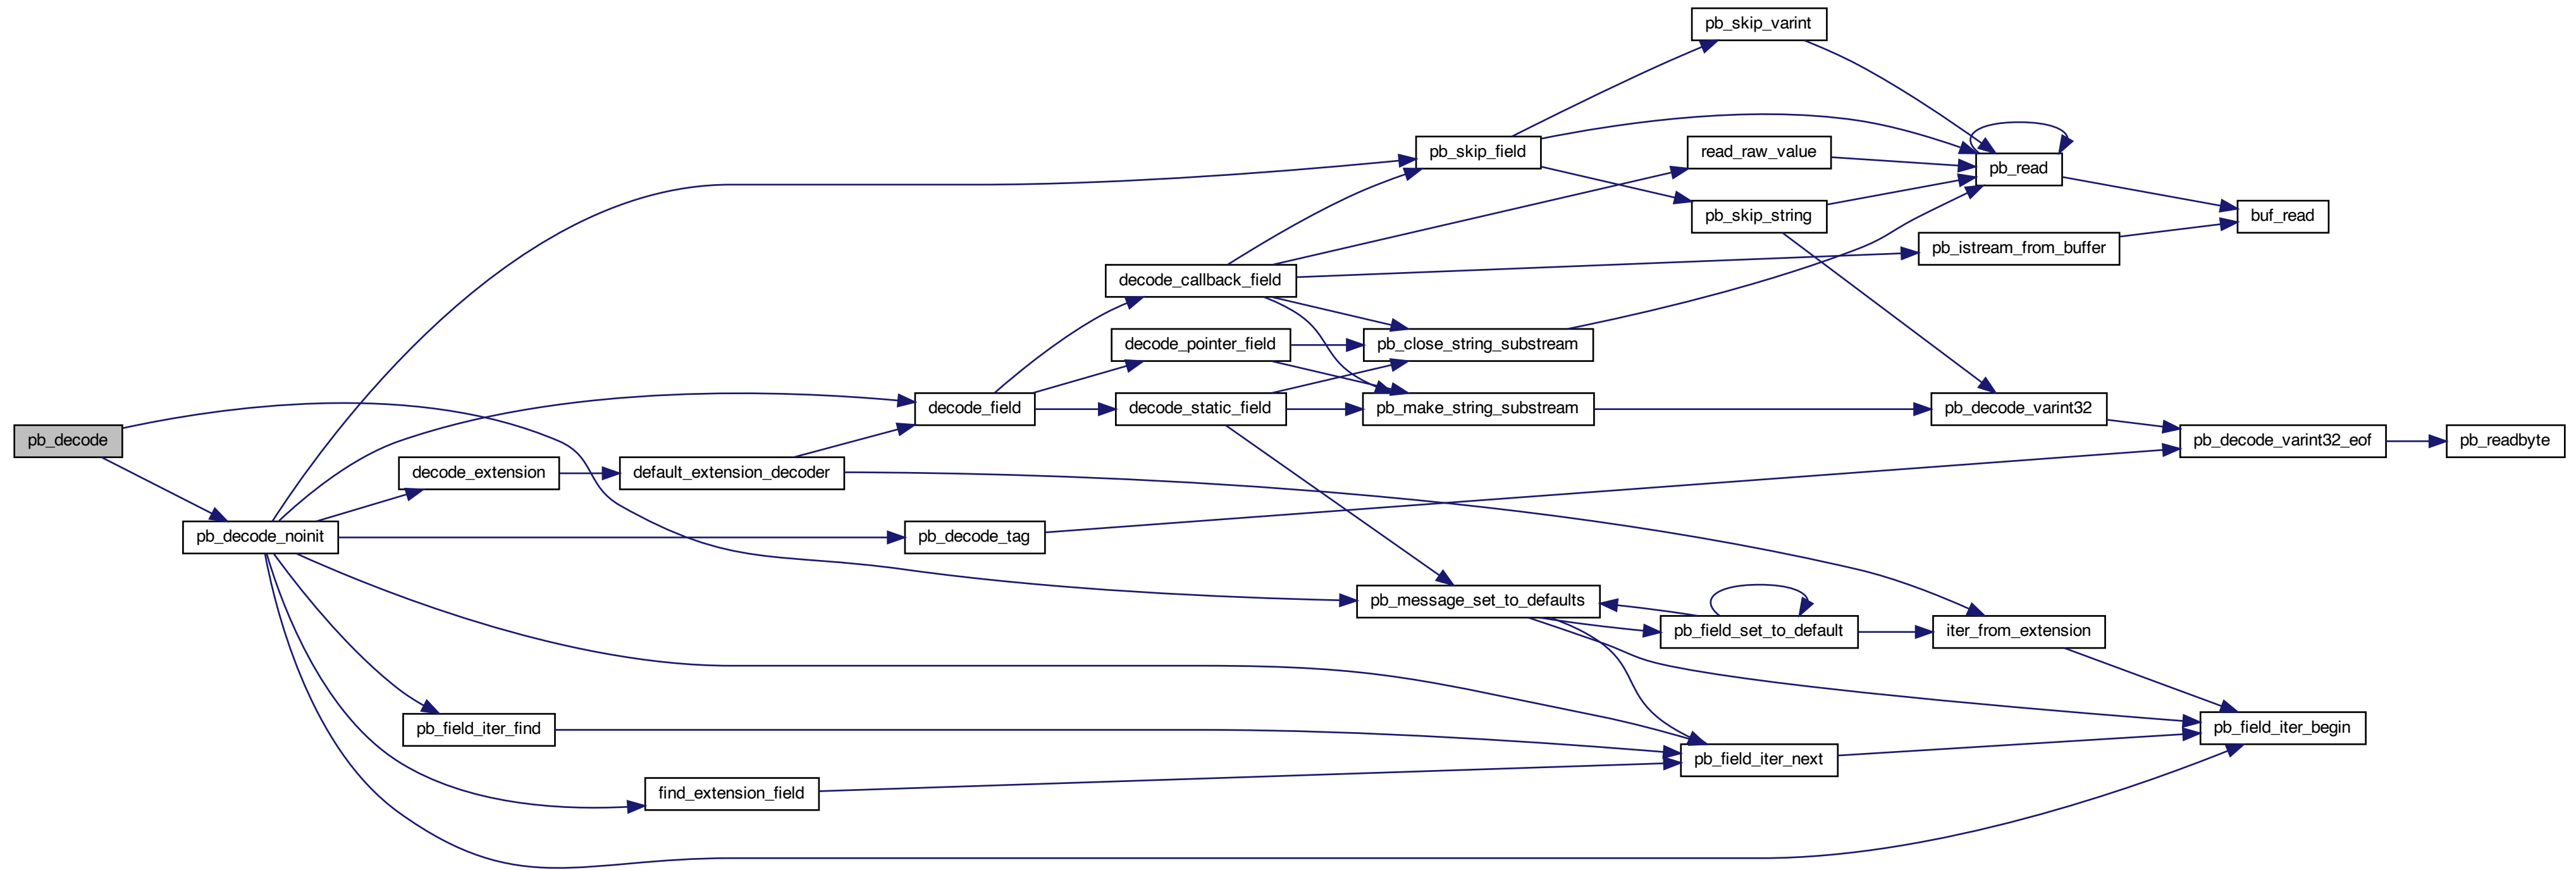 pb_skip_varint
pb_skip_field
read_raw_value
pb_read
pb_skip_string
buf_read
pb_istream_from_buffer
decode_callback_field
decode_pointer_field
pb_close_string_substream
decode_field
decode_static_field
pb_make_string_substream
pb_decode_varint32
pb_decode
pb_decode_varint32_eof
pb_readbyte
decode_extension
default_extension_decoder
pb_decode_noinit
pb_decode_tag
pb_message_set_to_defaults
pb_field_set_to_default
iter_from_extension
pb_field_iter_find
pb_field_iter_begin
pb_field_iter_next
find_extension_field